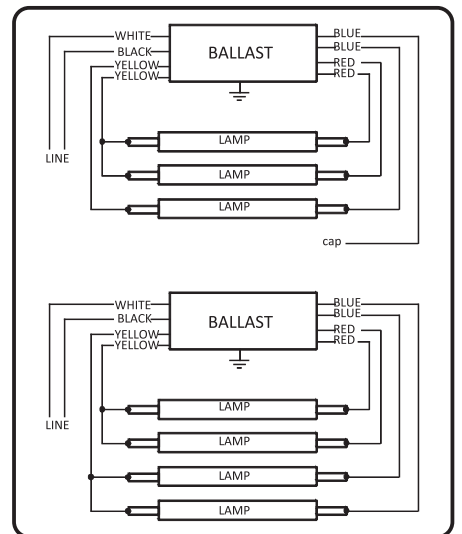 WHITE
BLACK
YELLOW
YELLOW
BALLAST
BLUE
BLUE
RED
RED
LINE
LAMP
LAMP
LAMP
cap
WHITE
BLACK
YELLOW
YELLOW
BALLAST
BLUE
BLUE
RED
RED
LINE
LAMP
LAMP
LAMP
LAMP